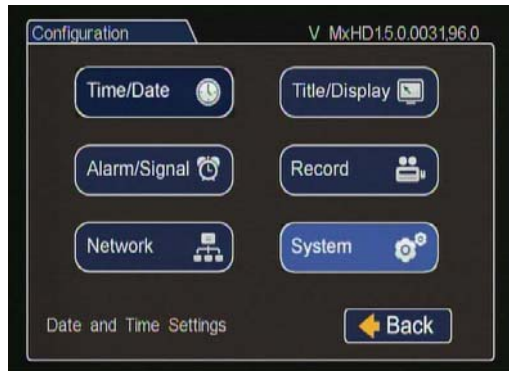 Configuration V MxHD1.5.0.0031,96.0
Time/Date Title/Display
Alarm/Signal Record
Network System
Date and Time Settings Back